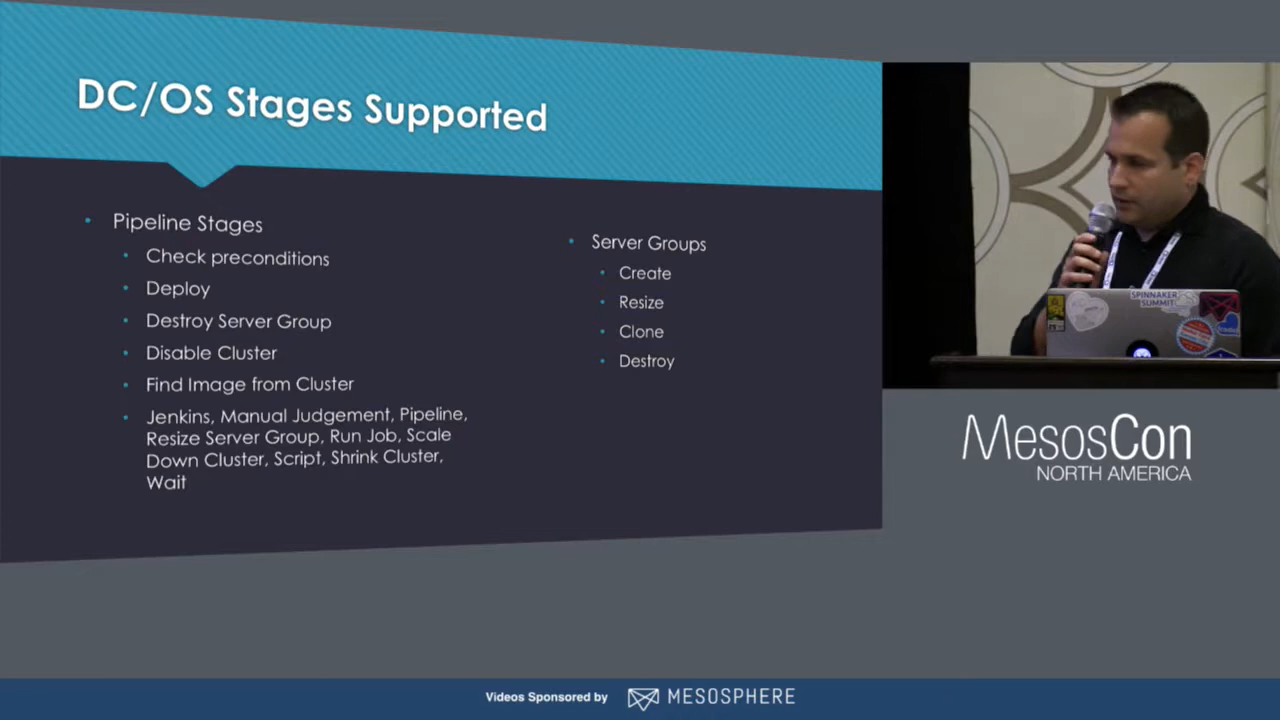 DC/OS Stages Supported
Pipeline Stages
Check preconditions
Deploy
Destroy Server Group
Disable Cluster
Find Image from Cluster
Jenkins, Manual Judgement, Pipeline,
Resize Server Group, Run Job, Scale
Down Cluster, Script, Shrink Cluster,
Wait
Server Groups
Create
Resize
Clone
Destroy
SPINNAKER
SUMMIT
MesosCon
NORTH AMERICA
Videos Sponsored by
MESOSPHERE